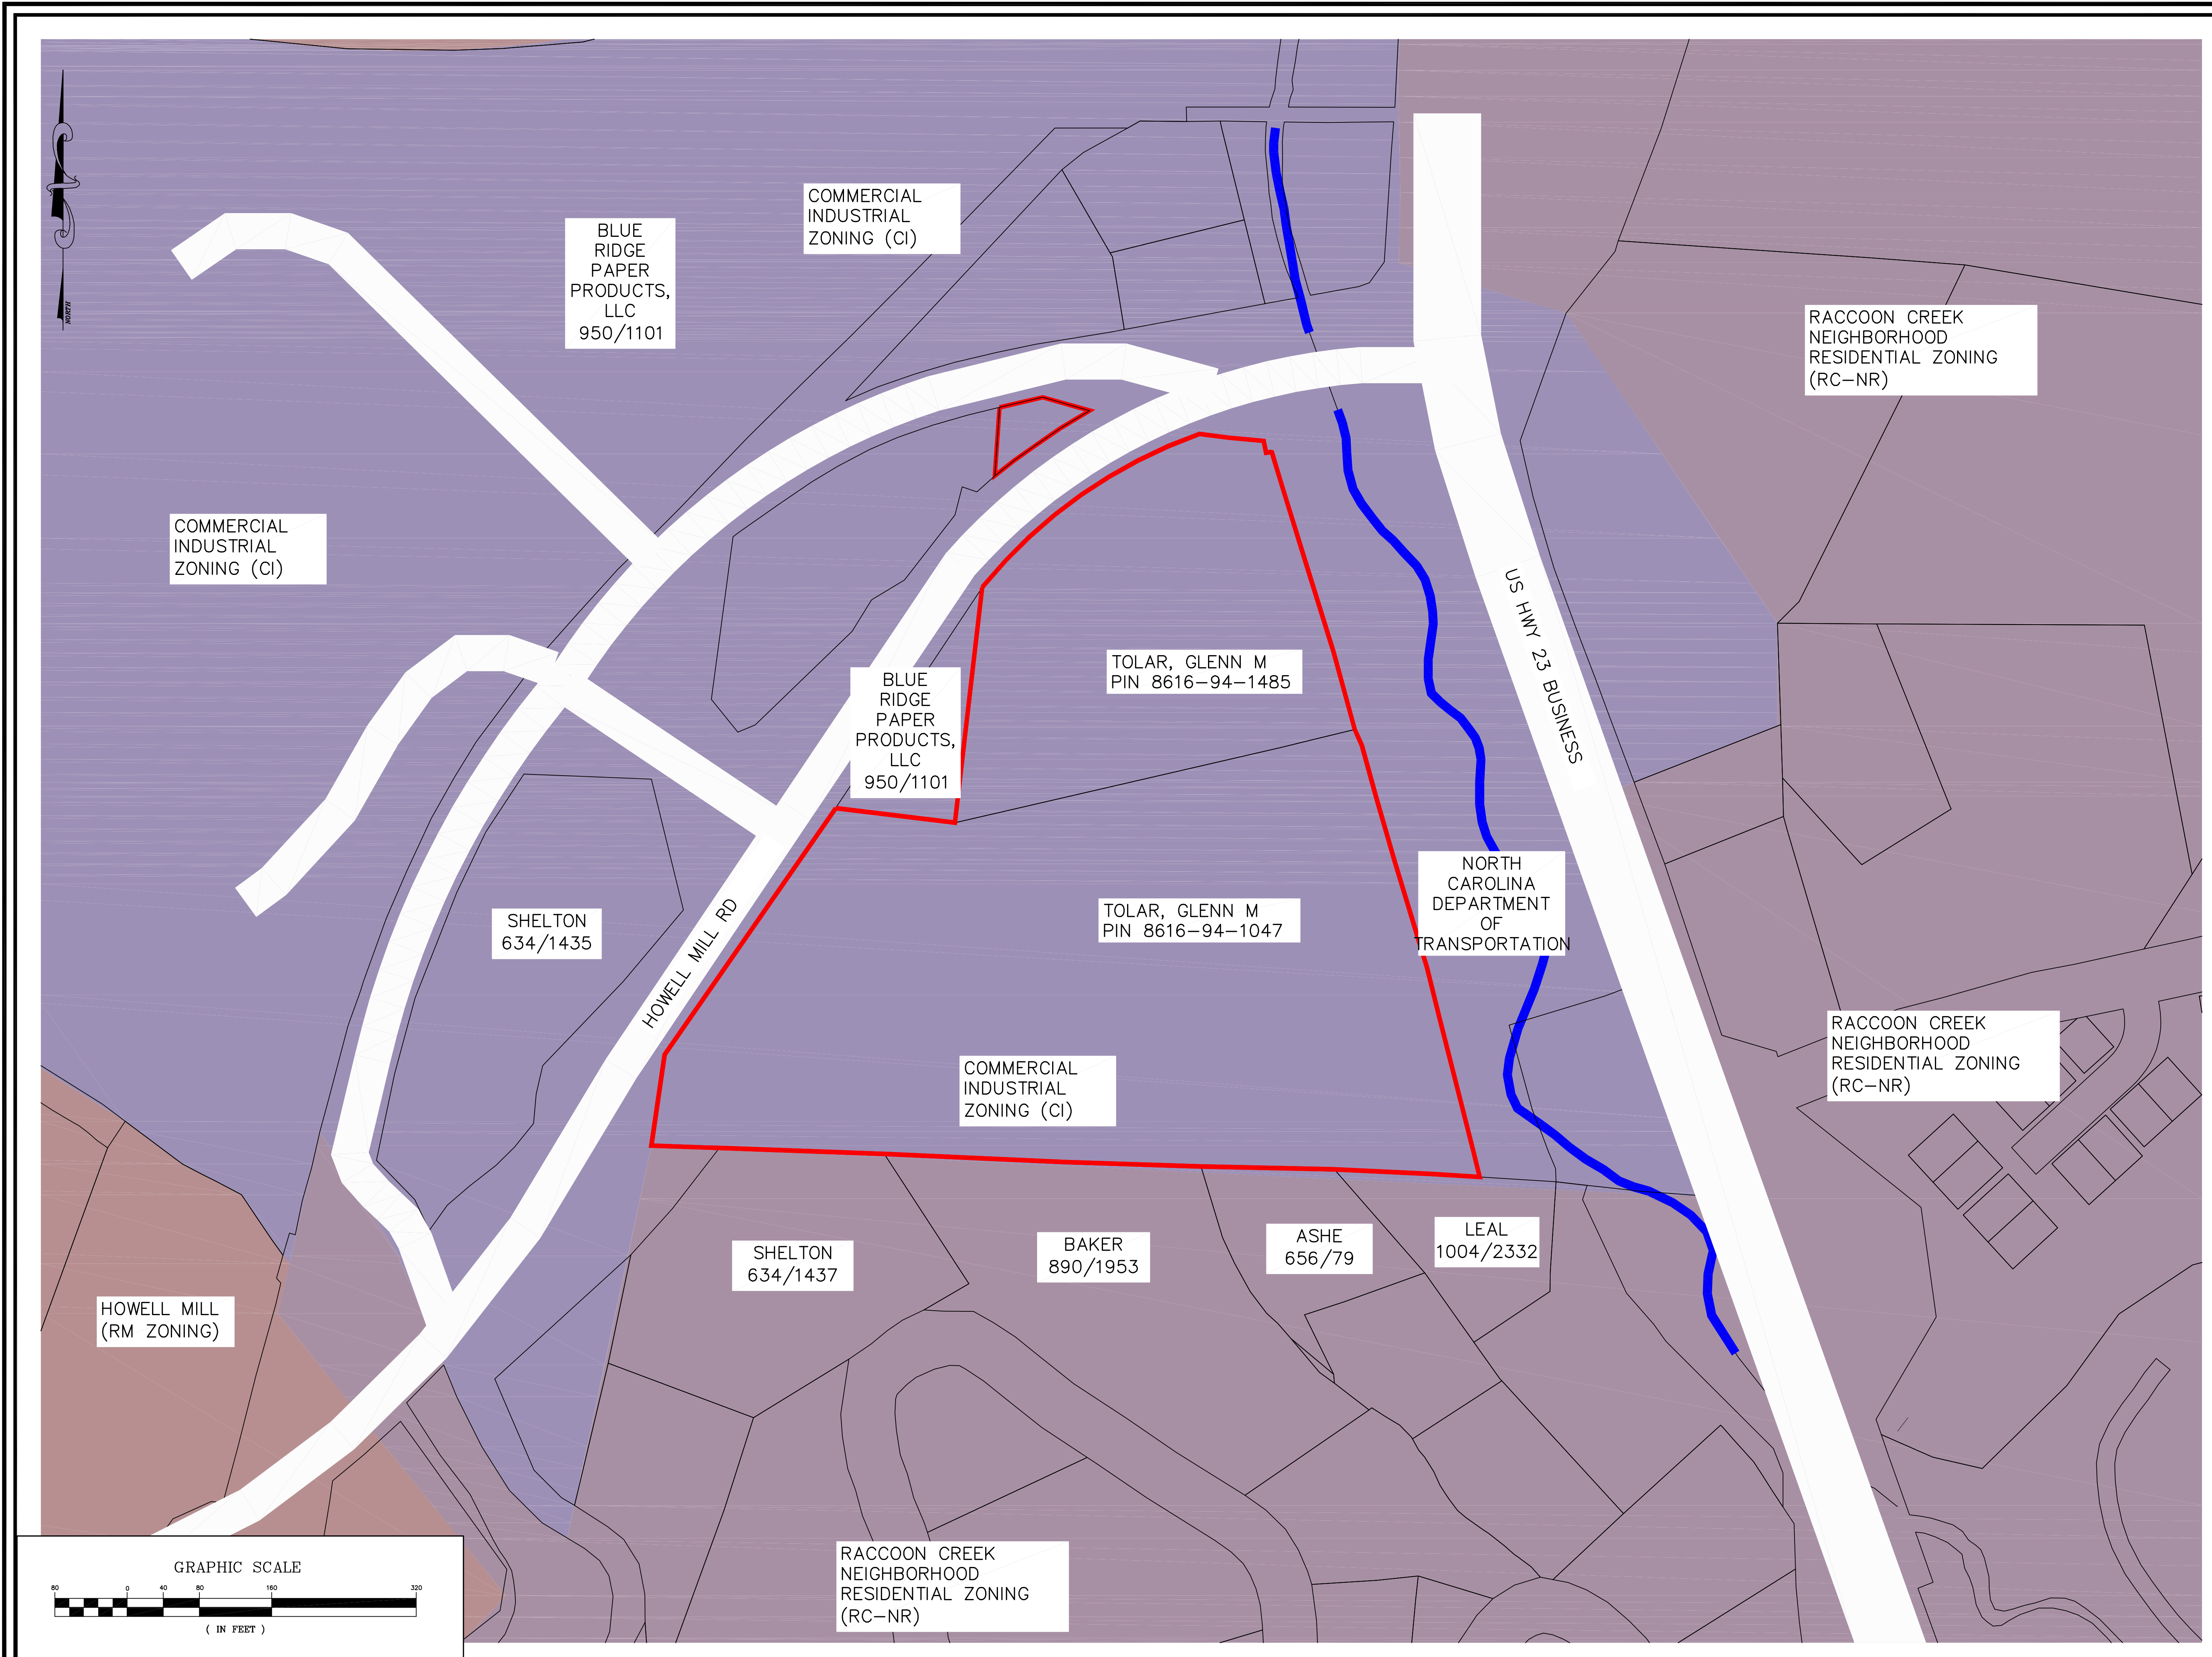 COMMERCIAL
INDUSTRIAL
ZONING (CI)
BLUE
RIDGE
PAPER
PRODUCTS,
LLC
950/1101
NORTH
RACCOON CREEK
NEIGHBORHOOD
RESIDENTIAL ZONING
(RC-NR)
COMMERCIAL
INDUSTRIAL
ZONING (CI)
US HWY 23 BUSINESS
TOLAR, GLENN M
PIN 8616-94-1485
BLUE
RIDGE
PAPER
PRODUCTS,
LLC
950/1101
NORTH
CAROLINA
DEPARTMENT
OF
TRANSPORTATION
SHELTON
634/1435
HOWELL MILL RD
TOLAR, GLENN M
PIN 8616-94-1047
COMMERCIAL
INDUSTRIAL
ZONING (CI)
RACCOON CREEK
NEIGHBORHOOD
RESIDENTIAL ZONING
(RC-NR)
SHELTON
634/1437
BAKER
890/1953
ASHE
656/79
LEAL
1004/2332
HOWELL MILL
(RM ZONING)
RACCOON CREEK
NEIGHBORHOOD
RESIDENTIAL ZONING
(RC-NR)
GRAPHIC SCALE
80 0 40 80 160 320
( IN FEET )